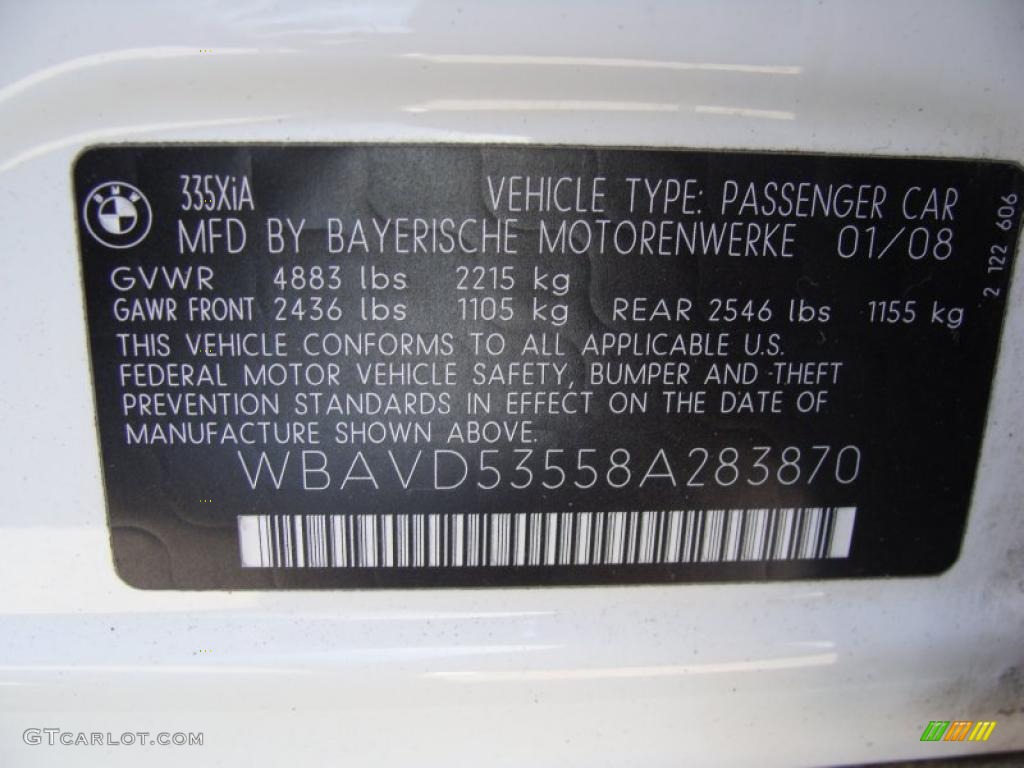 335XiA VEHICLE TYPE: PASSENGER CAR
MFD BY BAYERISCHE MOTORENWERKE 01/08
GVWR 4883 lbs 2215 kg
GAWR FRONT 2436 lbs 1105 kg REAR 2546 lbs 1155 kg
THIS VEHICLE CONFORMS TO ALL APPLICABLE U.S.
FEDERAL MOTOR VEHICLE SAFETY, BUMPER AND THEFT
PREVENTION STANDARDS IN EFFECT ON THE DATE OF
MANUFACTURE SHOWN ABOVE.
WBAVD53558A283870
2 122 606
GTCARLOT.COM